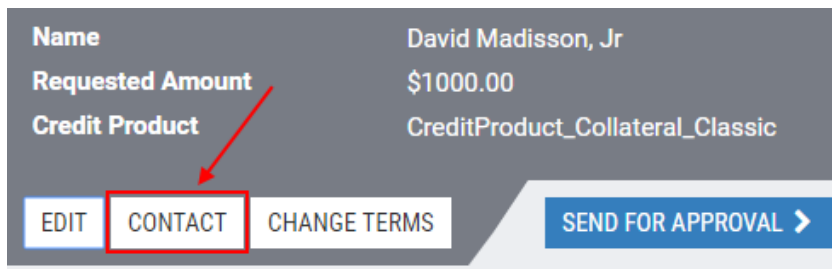 Name David Madisson, Jr
Requested Amount $1000.00
Credit Product CreditProduct_Collateral_Classic
EDIT CONTACT CHANGE TERMS SEND FOR APPROVAL